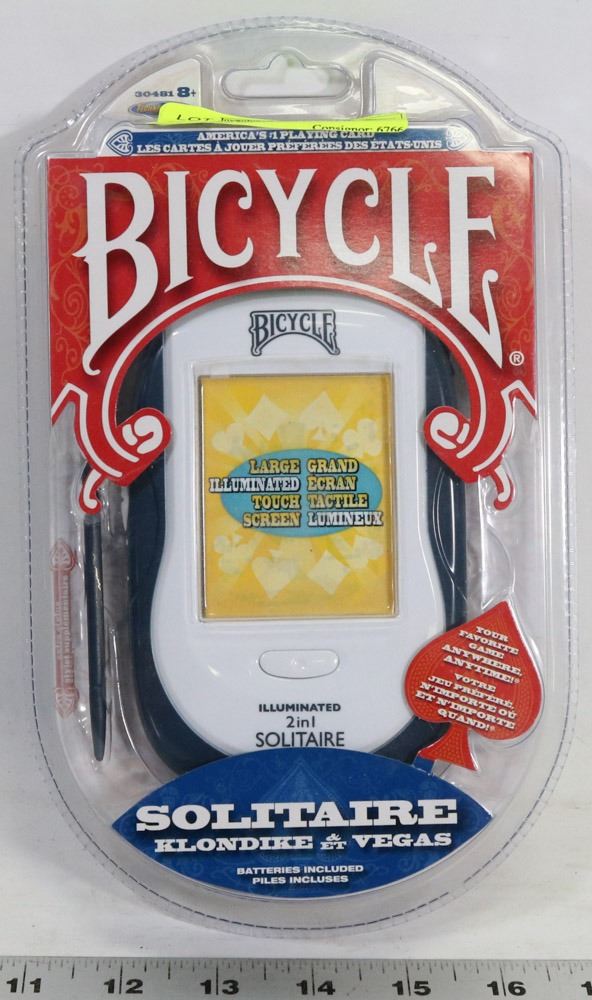 30481 8+
LOT
Consignor: 6766
AMERICA'S #1 PLAYING CARD
LES CARTES À JOUER PRÉFÉRÉES DES ÉTATS-UNIS
BICYCLE®
BICYCLE
LARGE GRAND
ILLUMINATED ÉCRAN
TOUCH TACTILE
SCREEN LUMINEUX
YOUR
FAVORITE
GAME
ANYWHERE,
ANYTIME!®
VOTRE
JEU PRÉFÉRÉ,
N'IMPORTE OÙ
ET N'IMPORTE
QUAND!®
ILLUMINATED
2in1
SOLITAIRE
SOLITAIRE
KLONDIKE & ET VEGAS
BATTERIES INCLUDED
PILES INCLUSES
11 12 13 14 15 16